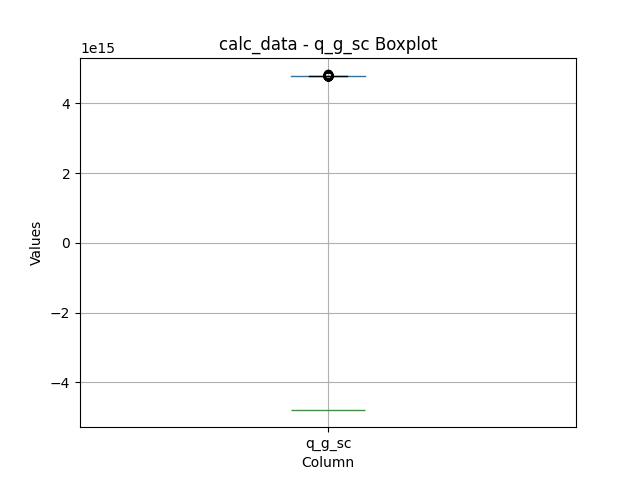 calc_data - q_g_sc Boxplot
1e15
4
2
0
−2
−4
Values
q_g_sc
Column